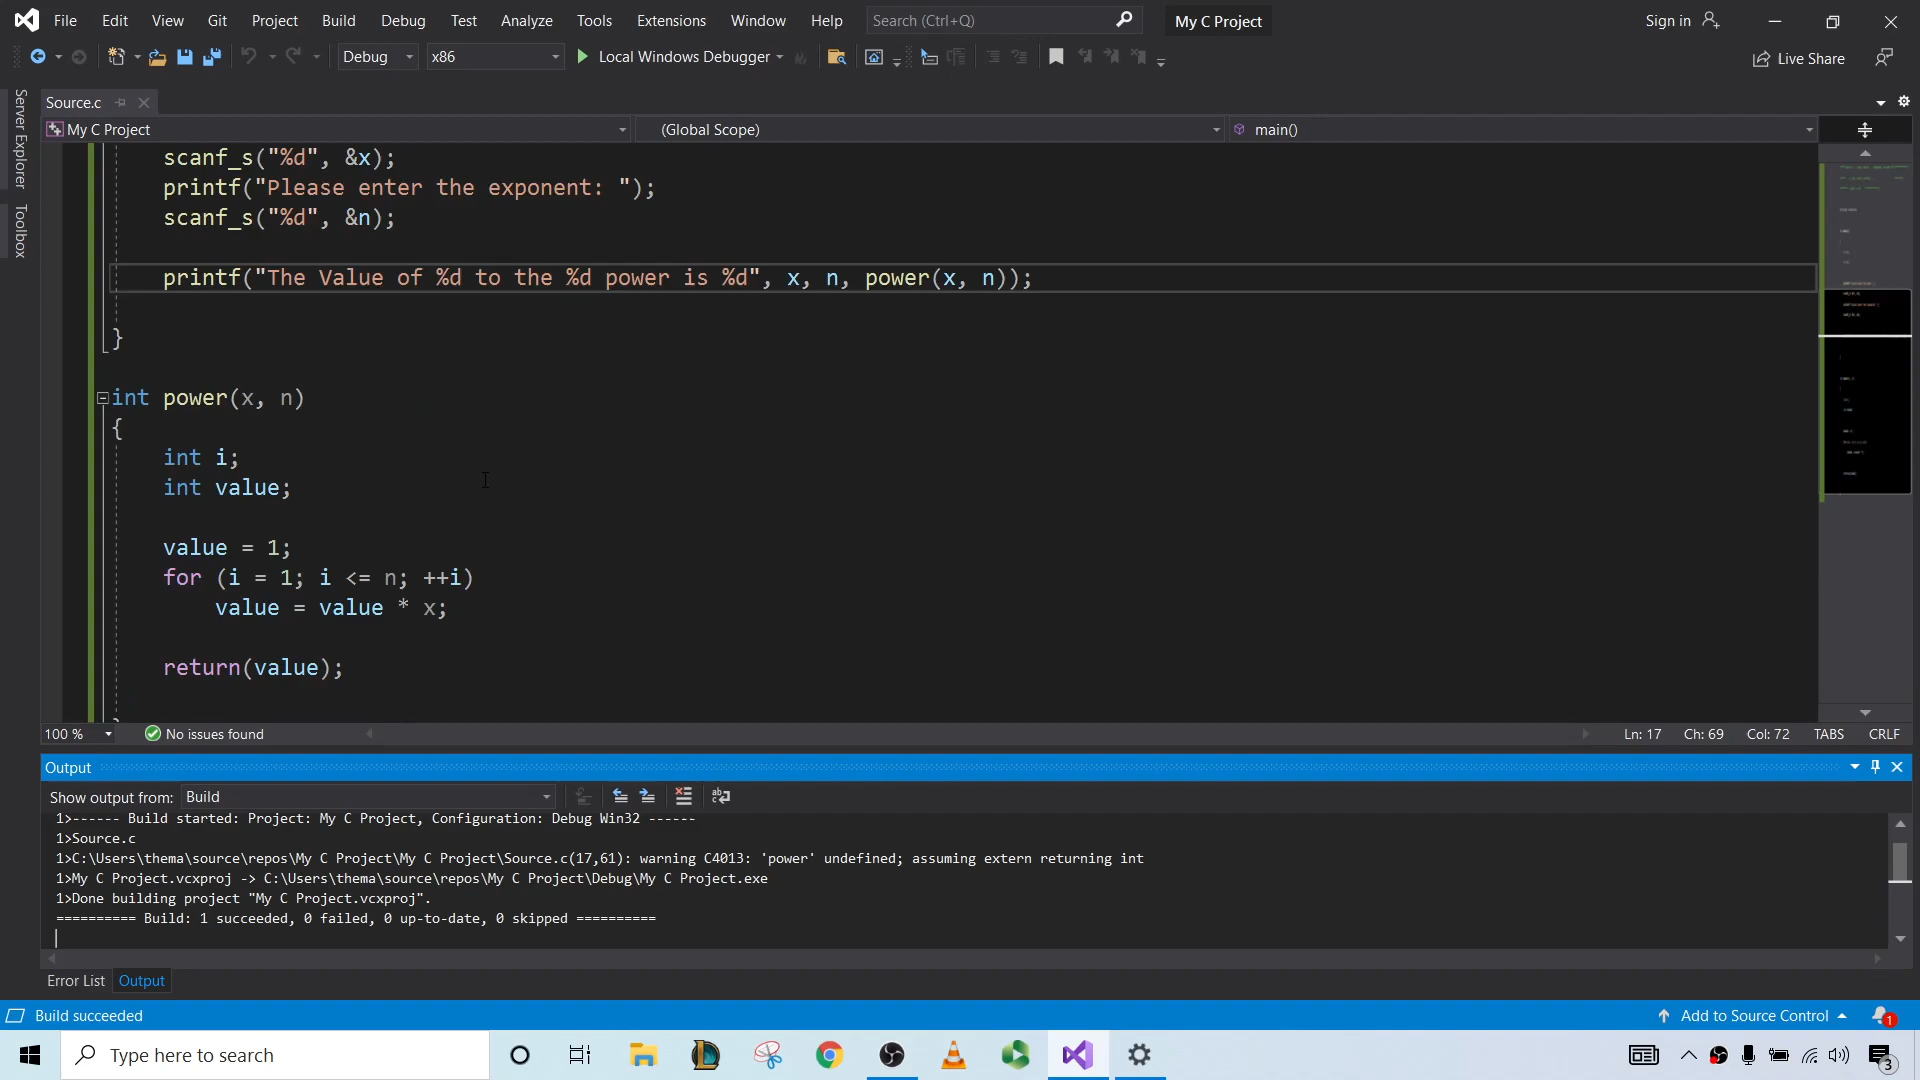 File Edit View Git Project Build Debug Test Analyze Tools Extensions Window Help Search (Ctrl+Q) My C Project Sign in
Debug x86 Local Windows Debugger Live Share
Server Explorer
Toolbox
Source.c
My C Project (Global Scope) main()
scanf_s("%d", &x);
printf("Please enter the exponent: ");
scanf_s("%d", &n);
printf("The Value of %d to the %d power is %d", x, n, power(x, n));
}
int power(x, n)
{
int i;
int value;
value = 1;
for (i = 1; i <= n; ++i)
value = value * x;
return(value);
100 % No issues found Ln: 17 Ch: 69 Col: 72 TABS CRLF
Output
Show output from: Build
1>------ Build started: Project: My C Project, Configuration: Debug Win32 ------
1>Source.c
1>C:\Users\thema\source\repos\My C Project\My C Project\Source.c(17,61): warning C4013: 'power' undefined; assuming extern returning int
1>My C Project.vcxproj -> C:\Users\thema\source\repos\My C Project\Debug\My C Project.exe
1>Done building project "My C Project.vcxproj".
========== Build: 1 succeeded, 0 failed, 0 up-to-date, 0 skipped ==========
Error List Output
Build succeeded Add to Source Control 1
Type here to search 3